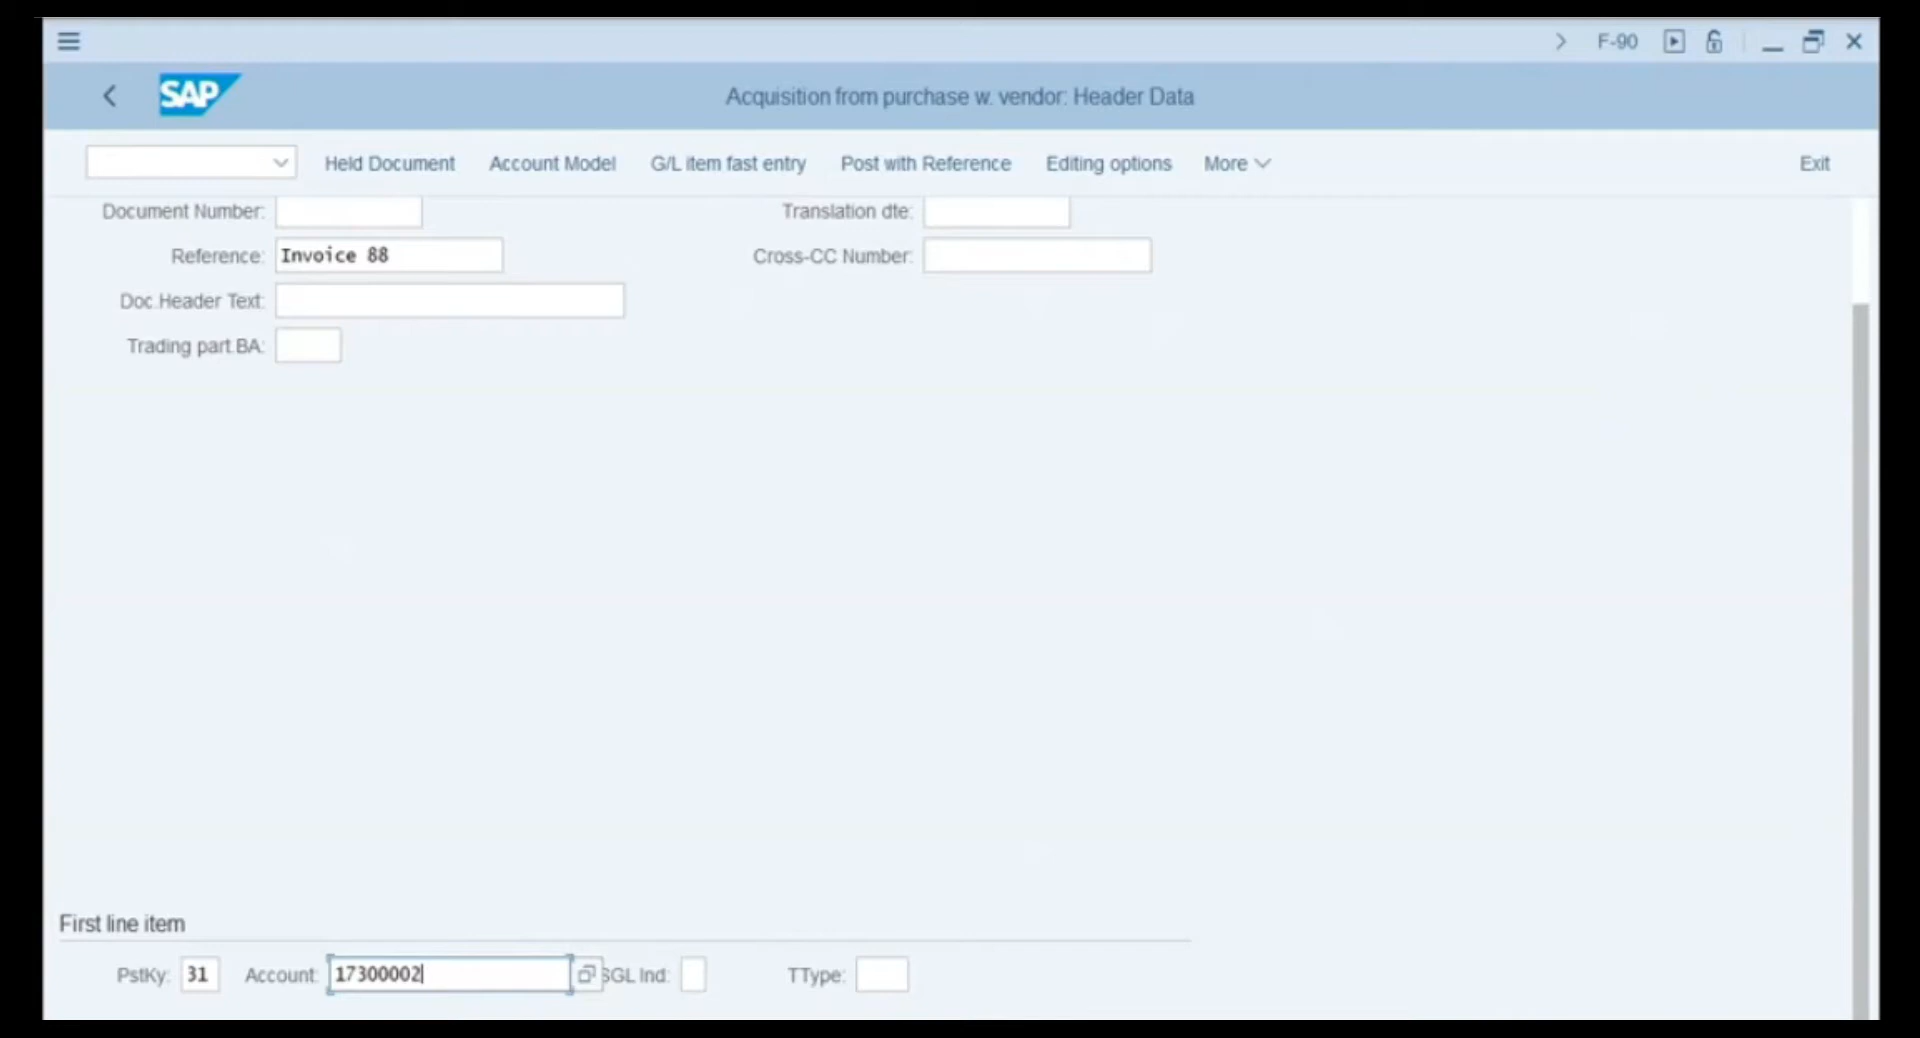 F-90
SAP
Acquisition from purchase w. vendor: Header Data
Held Document Account Model G/L item fast entry Post with Reference Editing options More Exit
Document Number: Translation dte:
Reference: Invoice 88 Cross-CC Number:
Doc.Header Text:
Trading part.BA:
First line item
PstKy: 31 Account: 17300002 SGL Ind: TType: